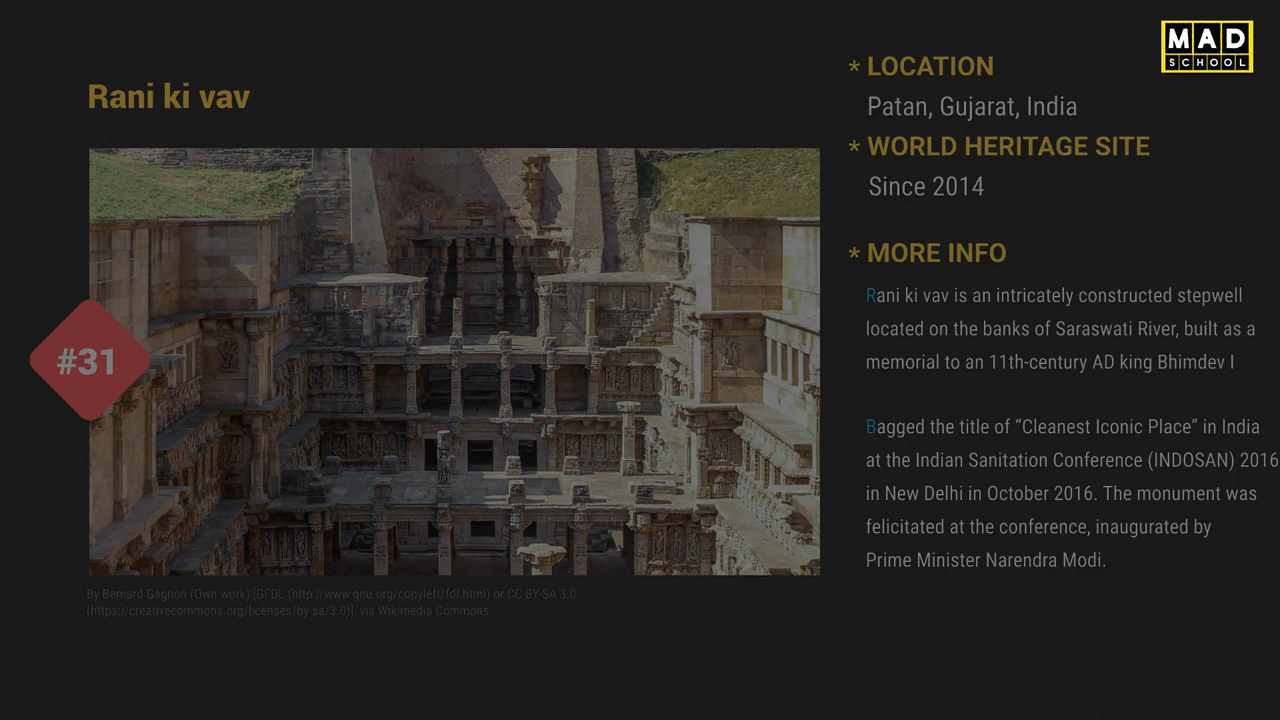 MAD
SCHOOL
Rani ki vav
#31
By Bernard Gagnon (Own work) [GFDL (http://www.gnu.org/copyleft/fdl.html) or CC BY-SA 3.0
(https://creativecommons.org/licenses/by-sa/3.0)], via Wikimedia Commons
* LOCATION
Patan, Gujarat, India
* WORLD HERITAGE SITE
Since 2014
* MORE INFO
Rani ki vav is an intricately constructed stepwell
located on the banks of Saraswati River, built as a
memorial to an 11th-century AD king Bhimdev I
Bagged the title of “Cleanest Iconic Place” in India
at the Indian Sanitation Conference (INDOSAN) 2016
in New Delhi in October 2016. The monument was
felicitated at the conference, inaugurated by
Prime Minister Narendra Modi.